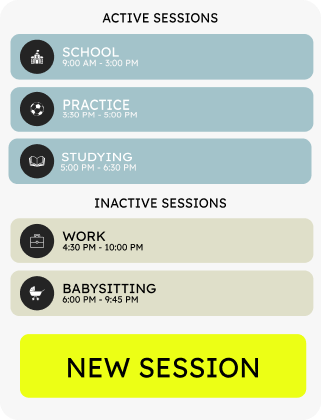 ACTIVE SESSIONS
SCHOOL
9:00 AM - 3:00 PM
PRACTICE
3:30 PM - 5:00 PM
STUDYING
5:00 PM - 6:30 PM
INACTIVE SESSIONS
WORK
4:30 PM - 10:00 PM
BABYSITTING
6:00 PM - 9:45 PM
NEW SESSION